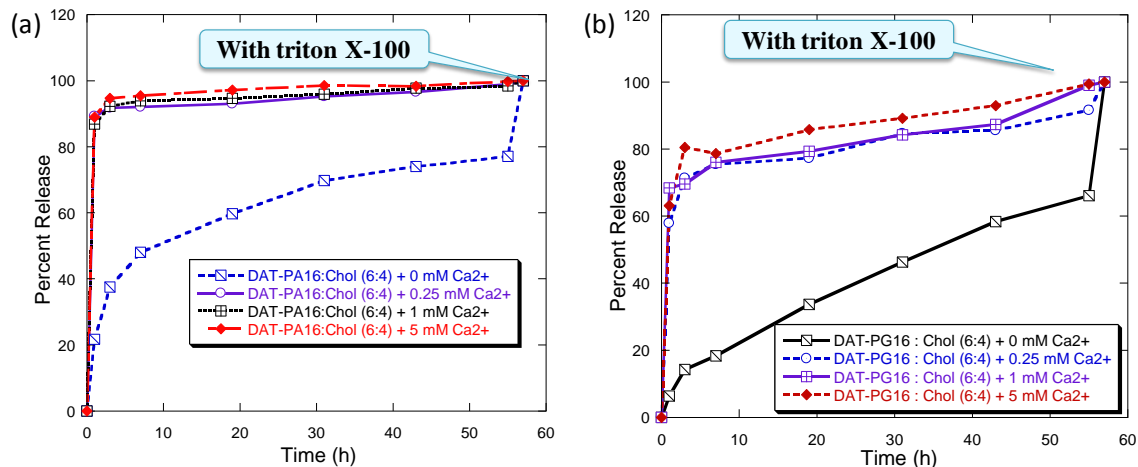 (a)
With triton X-100
Percent Release
120
100
80
60
40
20
0
DAT-PA16:Chol (6:4) + 0 mM Ca2+
DAT-PA16:Chol (6:4) + 0.25 mM Ca2+
DAT-PA16:Chol (6:4) + 1 mM Ca2+
DAT-PA16:Chol (6:4) + 5 mM Ca2+
0 10 20 30 40 50 60
Time (h)
(b)
With triton X-100
Percent Release
120
100
80
60
40
20
0
DAT-PG16 : Chol (6:4) + 0 mM Ca2+
DAT-PG16 : Chol (6:4) + 0.25 mM Ca2+
DAT-PG16 : Chol (6:4) + 1 mM Ca2+
DAT-PG16 : Chol (6:4) + 5 mM Ca2+
0 10 20 30 40 50 60
Time (h)